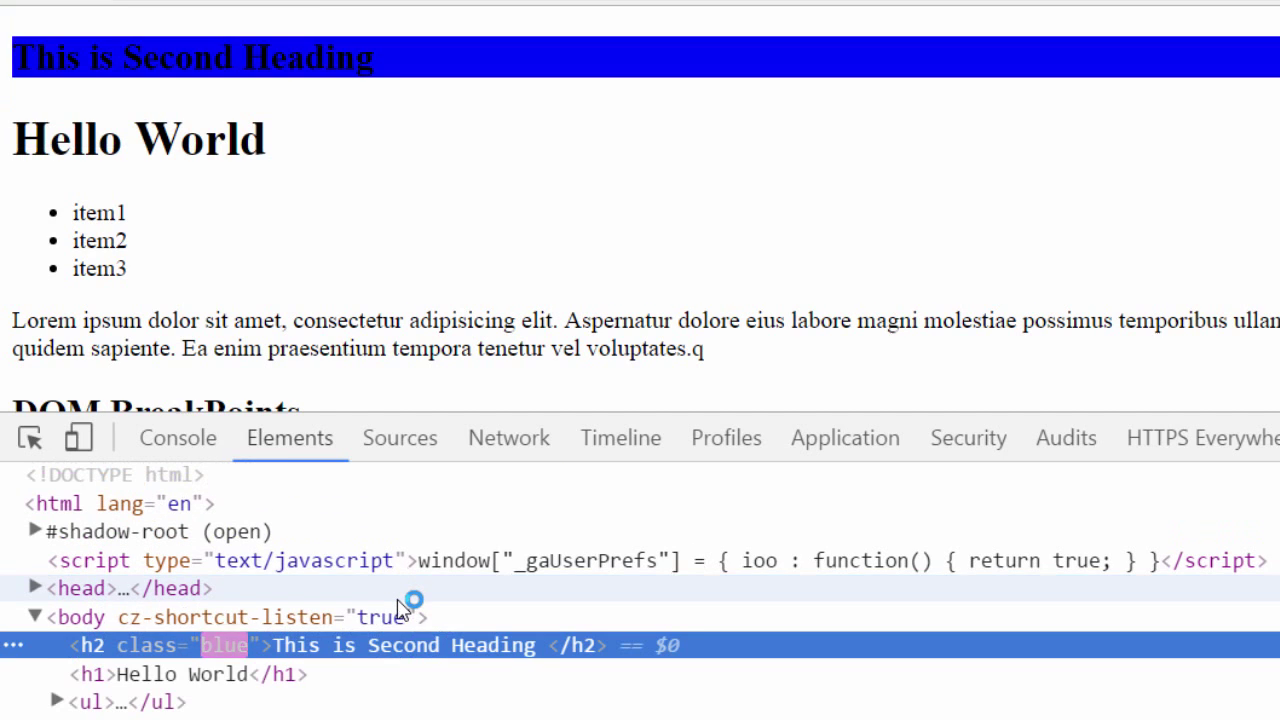 This is Second Heading
Hello World
item1
item2
item3
Lorem ipsum dolor sit amet, consectetur adipisicing elit. Aspernatur dolore eius labore magni molestiae possimus temporibus ullan
quidem sapiente. Ea enim praesentium tempora tenetur vel voluptates.q
DOM BreakPoints
Console Elements Sources Network Timeline Profiles Application Security Audits HTTPS Everywhe
<!DOCTYPE html>
<html lang="en">
#shadow-root (open)
<script type="text/javascript">window["_gaUserPrefs"] = { ioo : function() { return true; } }</script>
<head>…</head>
<body cz-shortcut-listen="true">
<h2 class="blue">This is Second Heading </h2> == $0
<h1>Hello World</h1>
<ul>…</ul>